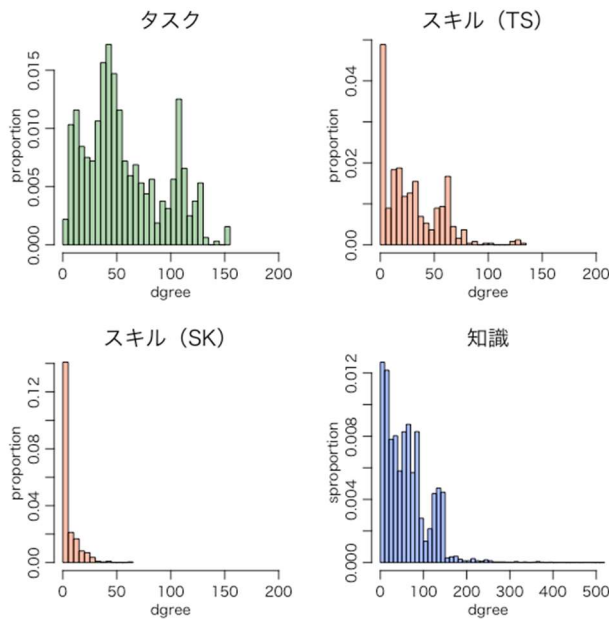 タスク
proportion
0.000 0.005 0.010 0.015
0 50 100 150 200
dgree
スキル（TS）
proportion
0.00 0.02 0.04
0 50 100 150 200
dgree
スキル（SK）
proportion
0.00 0.04 0.08 0.12
0 50 100 150 200
dgree
知識
sproportion
0.000 0.004 0.008 0.012
0 100 200 300 400 500
dgree